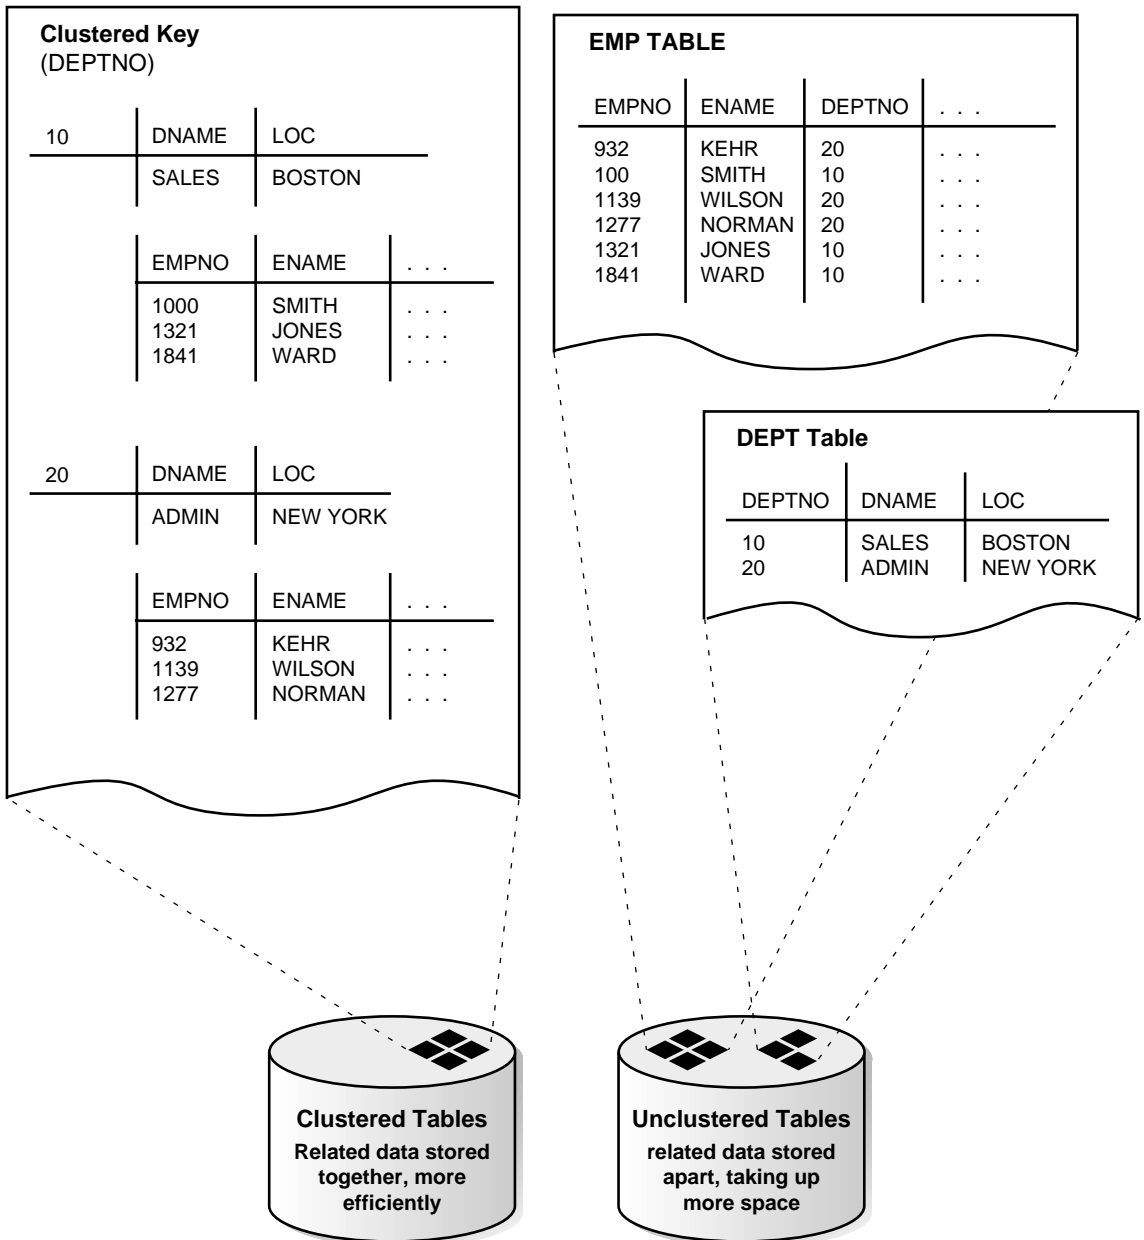 Clustered Key
(DEPTNO)
10 DNAME LOC
SALES BOSTON
EMPNO ENAME . . .
1000 SMITH . . .
1321 JONES . . .
1841 WARD . . .
20 DNAME LOC
ADMIN NEW YORK
EMPNO ENAME . . .
932 KEHR . . .
1139 WILSON . . .
1277 NORMAN . . .
EMP TABLE
EMPNO ENAME DEPTNO . . .
932 KEHR 20 . . .
100 SMITH 10 . . .
1139 WILSON 20 . . .
1277 NORMAN 20 . . .
1321 JONES 10 . . .
1841 WARD 10 . . .
DEPT Table
DEPTNO DNAME LOC
10 SALES BOSTON
20 ADMIN NEW YORK
Clustered Tables
Related data stored
together, more
efficiently
Unclustered Tables
related data stored
apart, taking up
more space